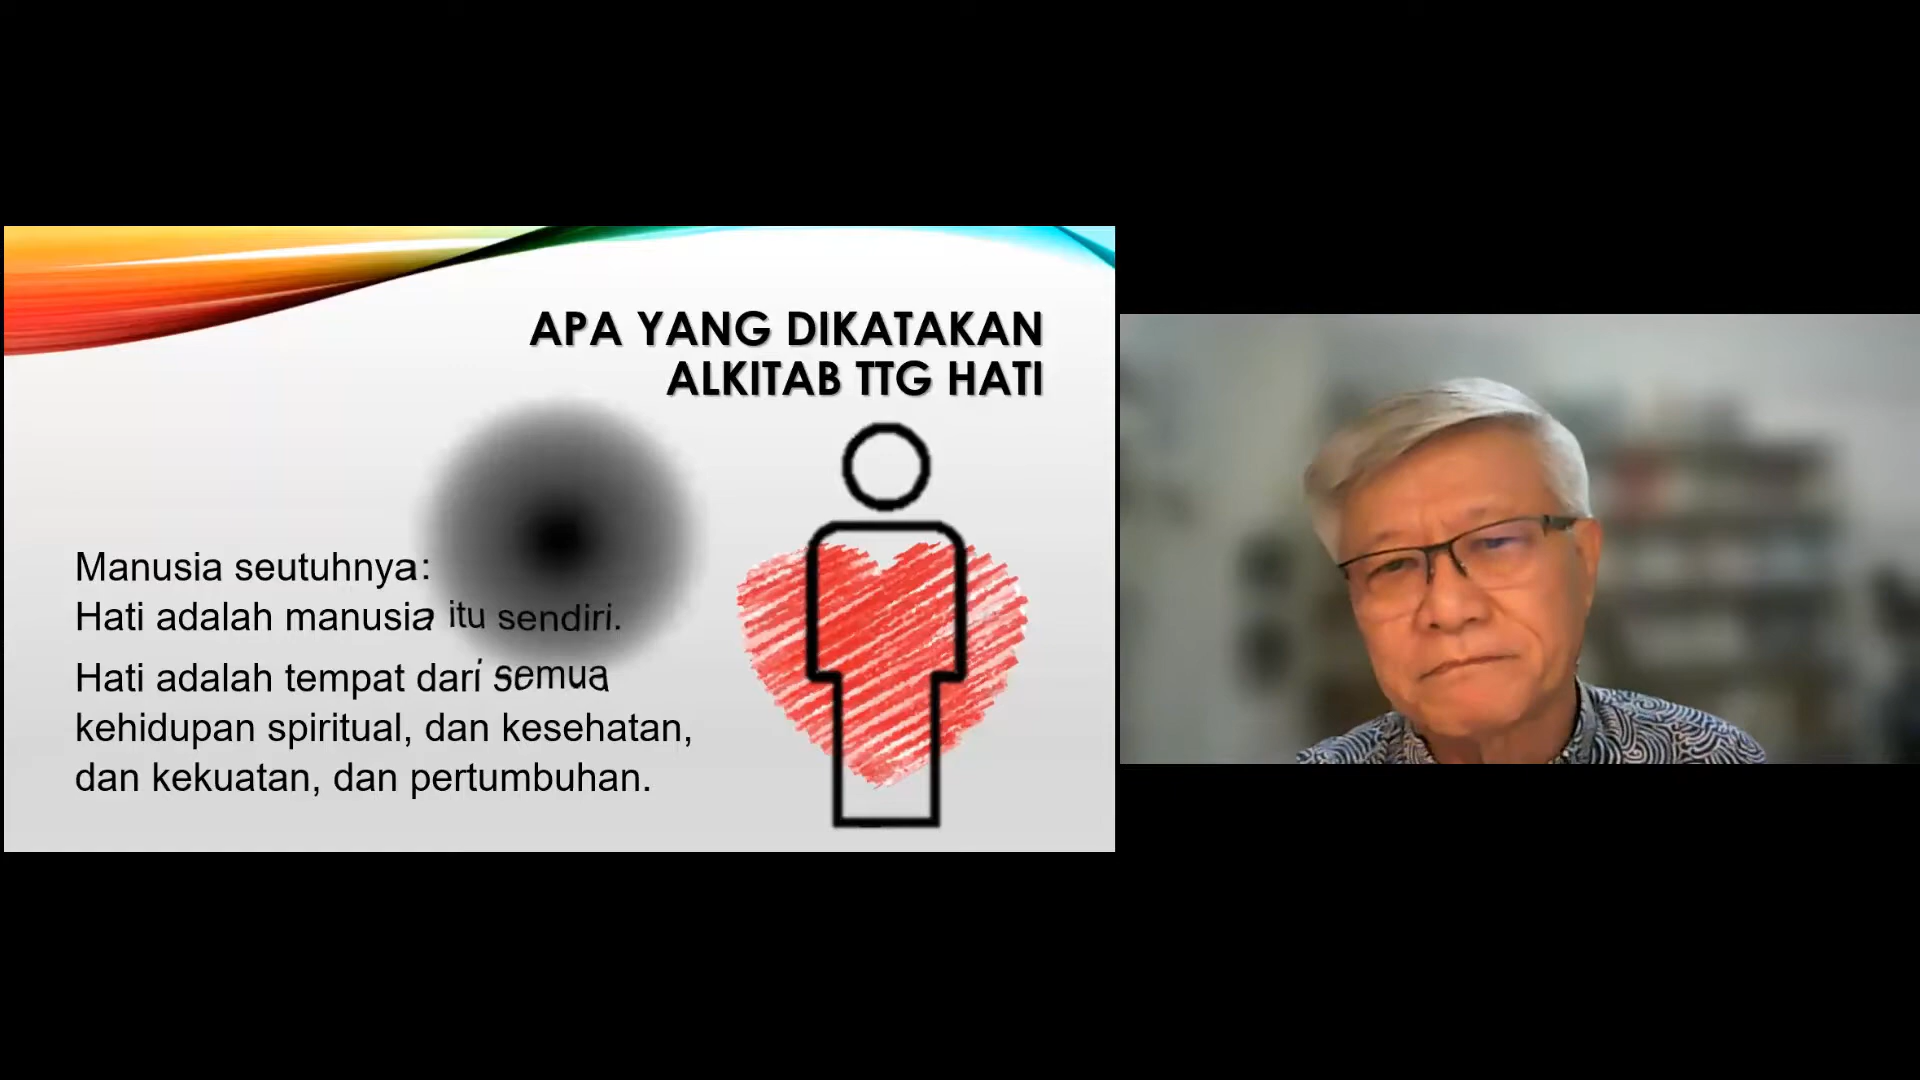 APA YANG DIKATAKAN
ALKITAB TTG HATI
Manusia seutuhnya:
Hati adalah manusia itu sendiri.
Hati adalah tempat dari semua
kehidupan spiritual, dan kesehatan,
dan kekuatan, dan pertumbuhan.